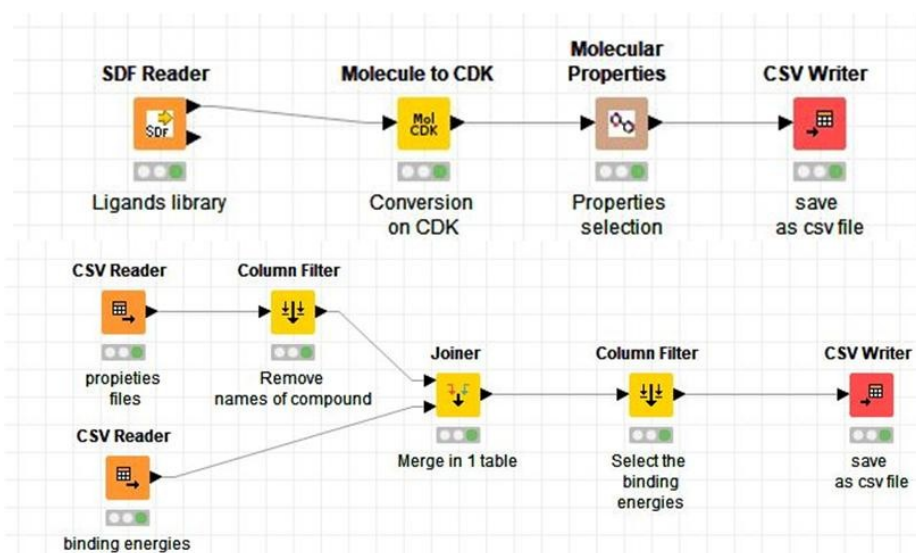 SDF Reader
Molecule to CDK
Molecular
Properties
CSV Writer
SDF
Mol
CDK
Ligands library
Conversion
on CDK
Properties
selection
save
as csv file
CSV Reader
Column Filter
propieties
files
Remove
names of compound
Joiner
Column Filter
CSV Writer
CSV Reader
Merge in 1 table
Select the
binding
energies
save
as csv file
binding energies